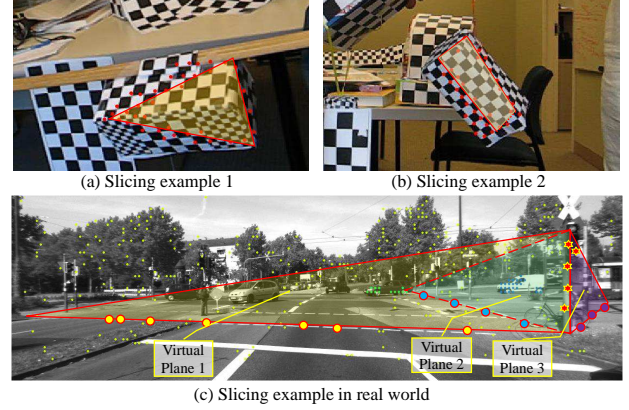 (a) Slicing example 1
(b) Slicing example 2
Virtual
Plane 1
Virtual
Plane 2
Virtual
Plane 3
(c) Slicing example in real world